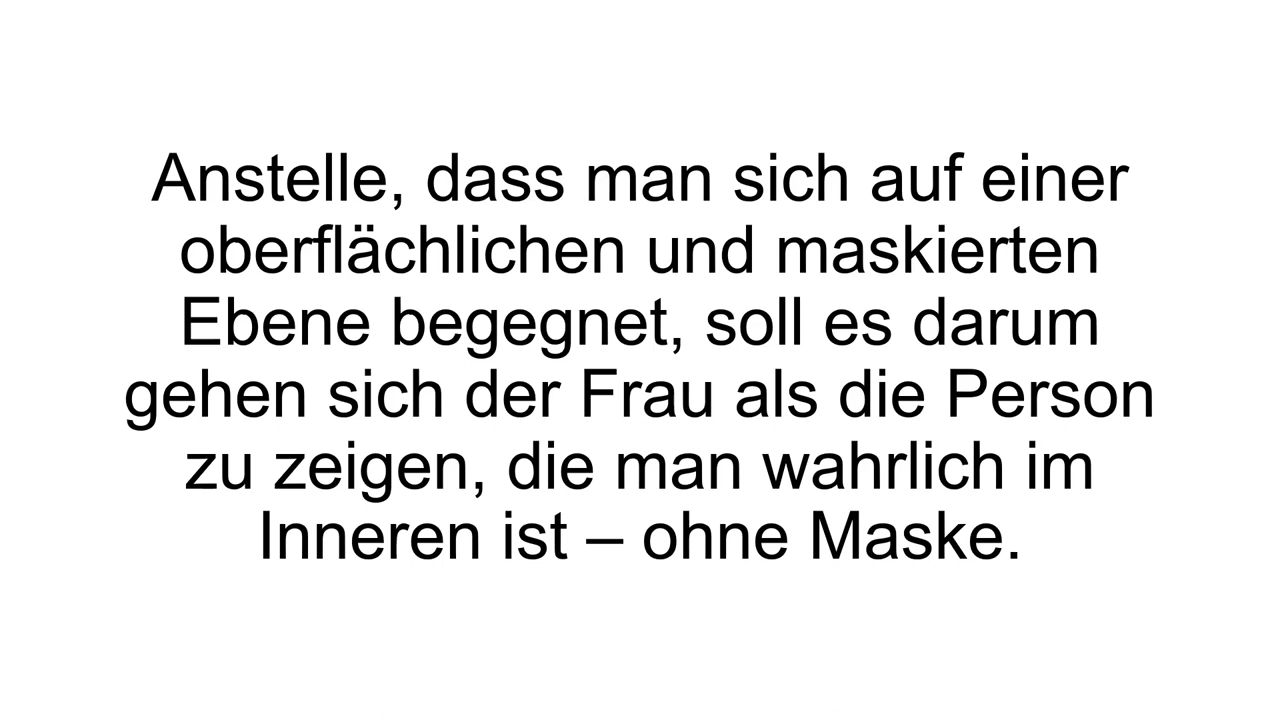 Anstelle, dass man sich auf einer
oberflächlichen und maskierten
Ebene begegnet, soll es darum
gehen sich der Frau als die Person
zu zeigen, die man wahrlich im
Inneren ist – ohne Maske.